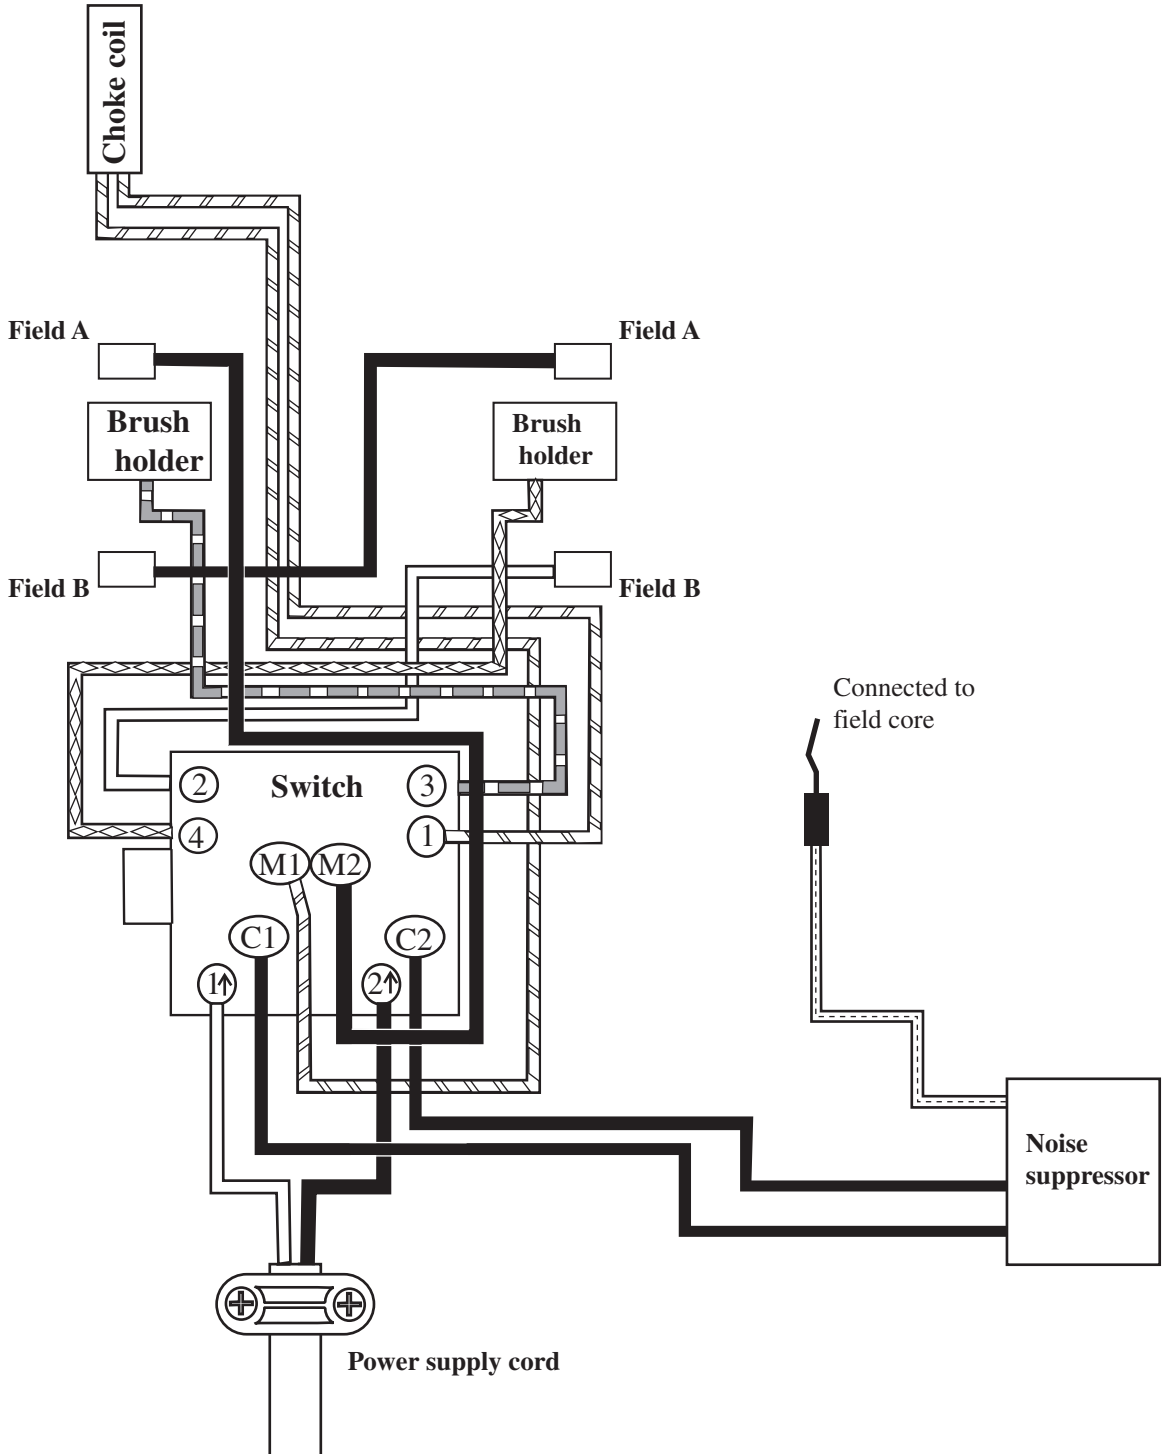 Choke coil
Field A
Field A
Brush
holder
Brush
holder
Field B
Field B
Connected to
field core
Switch
2
3
4
1
M1
M2
C1
C2
1↑
2↑
Noise
suppressor
Power supply cord